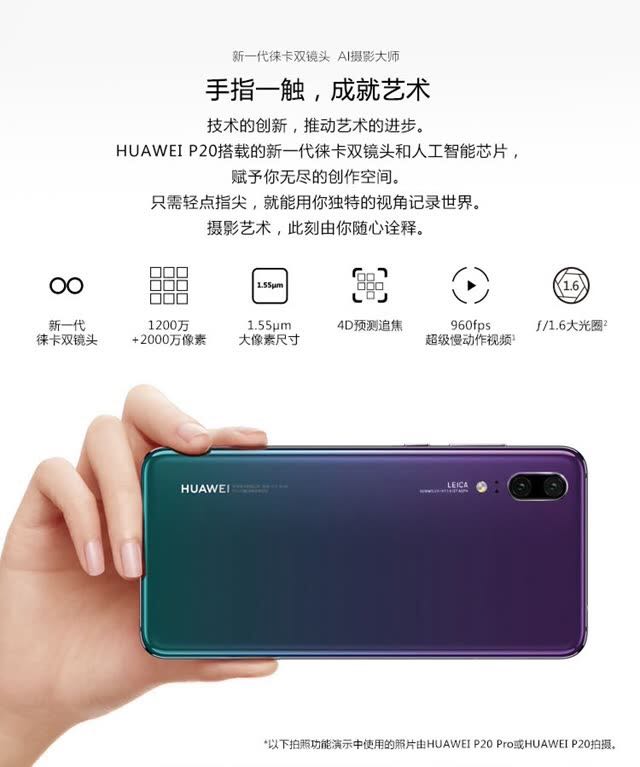 新一代徕卡双镜头 AI摄影大师
手指一触，成就艺术
技术的创新，推动艺术的进步。
HUAWEI P20搭载的新一代徕卡双镜头和人工智能芯片，
赋予你无尽的创作空间。
只需轻点指尖，就能用你独特的视角记录世界。
摄影艺术，此刻由你随心诠释。
1.55μm
1.6
新一代
徕卡双镜头
1200万
+2000万像素
1.55μm
大像素尺寸
4D预测追焦
960fps
超级慢动作视频¹
ƒ/1.6大光圈²
HUAWEI
LEICA
*以下拍照功能演示中使用的照片由HUAWEI P20 Pro或HUAWEI P20拍摄。